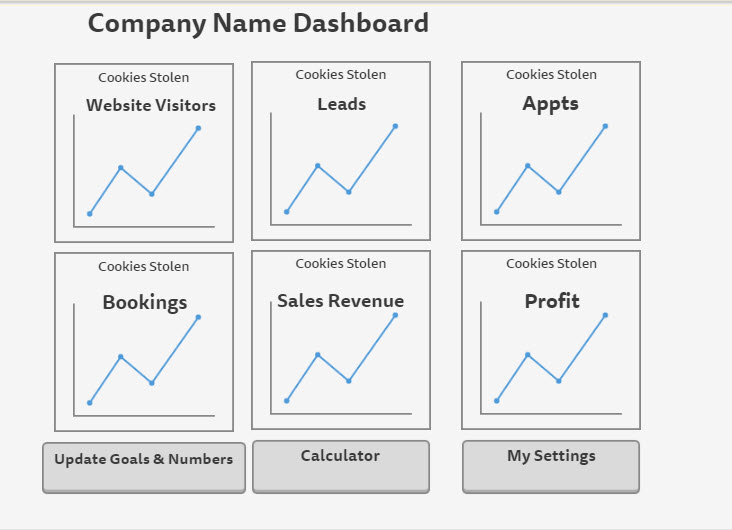 Company Name Dashboard
Cookies Stolen
Website Visitors
Cookies Stolen
Leads
Cookies Stolen
Appts
Cookies Stolen
Bookings
Cookies Stolen
Sales Revenue
Cookies Stolen
Profit
Update Goals & Numbers
Calculator
My Settings